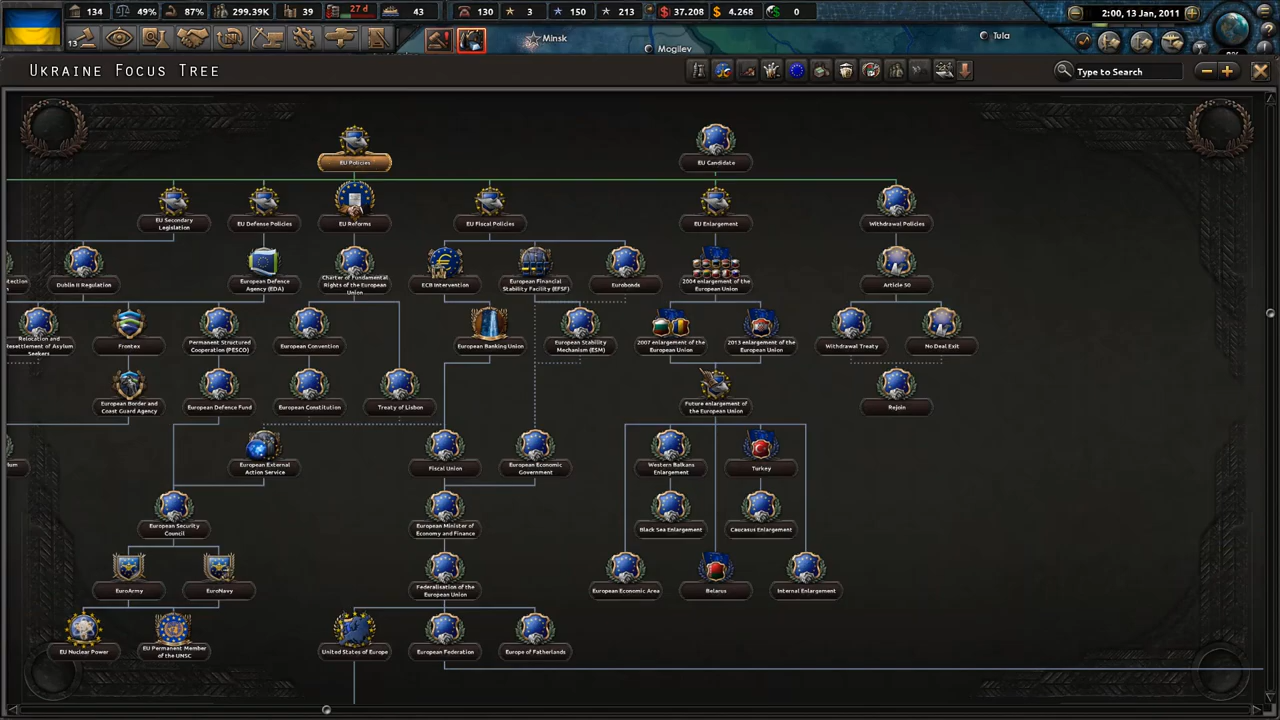 134 49% 87% 299.39K 39 27 d 43 130 3 150 213 37.208 4.268 0 2:00, 13 Jan, 2011
13
Minsk
Mogilev
Tula
UKRAINE FOCUS TREE
Type to Search
EU Policies
EU Candidate
EU Secondary
Legislation
EU Defense Policies
EU Reforms
EU Fiscal Policies
EU Enlargement
Withdrawal Policies
Dublin II Regulation
European Defence
Agency (EDA)
Charter of Fundamental
Rights of the European
Union
ECB Intervention
European Financial
Stability Facility (EFSF)
Eurobonds
2004 enlargement of the
European Union
Article 50
Relocation and
Resettlement of Asylum
Seekers
Frontex
Permanent Structured
Cooperation (PESCO)
European Convention
European Banking Union
European Stability
Mechanism (ESM)
2007 enlargement of the
European Union
2013 enlargement of the
European Union
Withdrawal Treaty
No Deal Exit
European Border and
Coast Guard Agency
European Defence Fund
European Constitution
Treaty of Lisbon
Future enlargement of
the European Union
Rejoin
European External
Action Service
Fiscal Union
European Economic
Government
Western Balkans
Enlargement
Turkey
European Security
Council
European Minister of
Economy and Finance
Black Sea Enlargement
Caucasus Enlargement
EuroArmy
EuroNavy
Federalisation of the
European Union
European Economic Area
Belarus
Internal Enlargement
EU Nuclear Power
EU Permanent Member
of the UNSC
United States of Europe
European Federation
Europe of Fatherlands